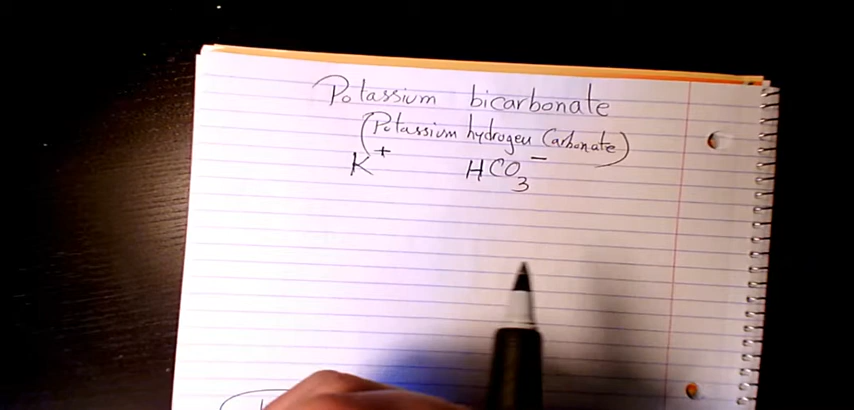 Potassium bicarbonate
(Potassium hydrogen Carbonate)
K⁺ HCO₃⁻